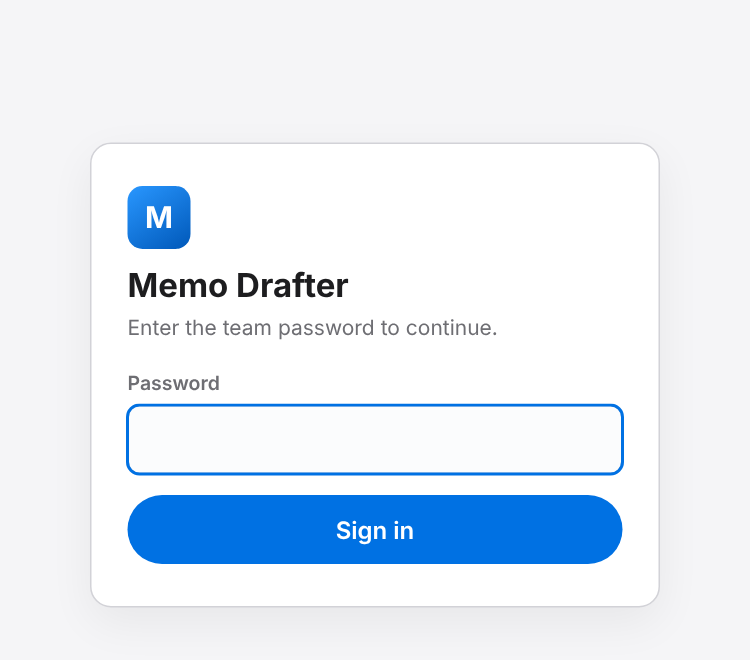 M
Memo Drafter
Enter the team password to continue.
Password
Sign in